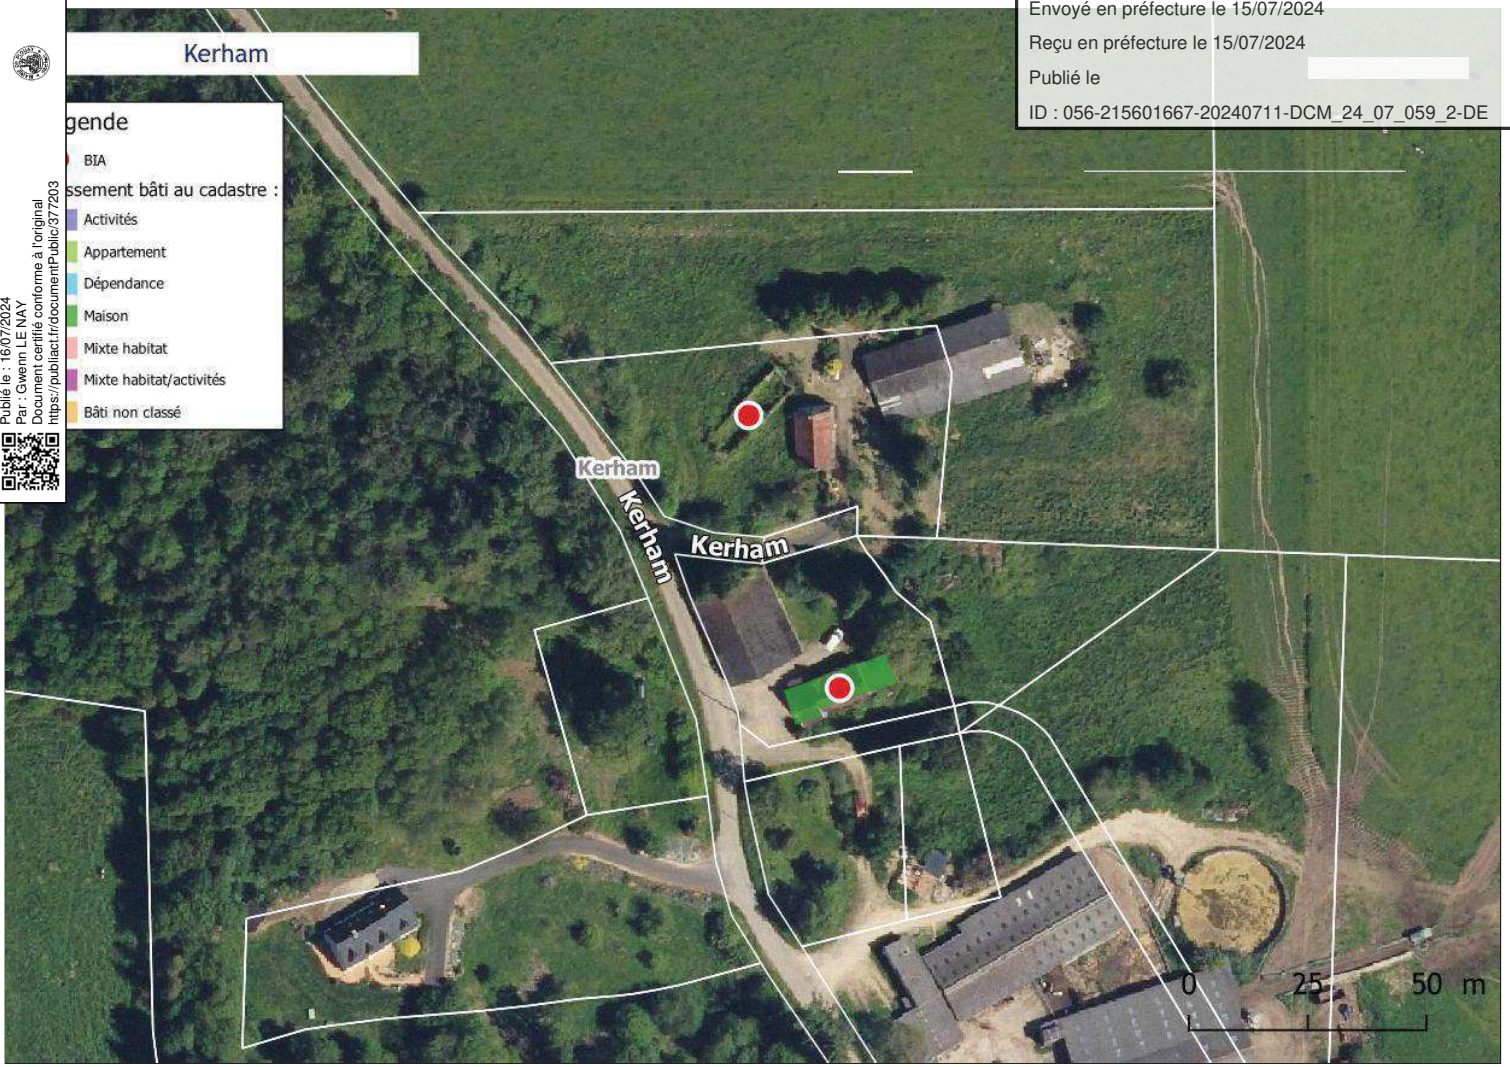 Envoyé en préfecture le 15/07/2024
Reçu en préfecture le 15/07/2024
Publié le
ID : 056-215601667-20240711-DCM_24_07_059_2-DE
Kerham
gende
BIA
ssement bâti au cadastre :
Activités
Appartement
Dépendance
Maison
Mixte habitat
Mixte habitat/activités
Bâti non classé
Publié le : 16/07/2024
Par : Gwenn LE NAY
Document certifié conforme à l'original
https://publiact.fr/documentPublic/377203
Kerham
Kerham
Kerham
0 25 50 m